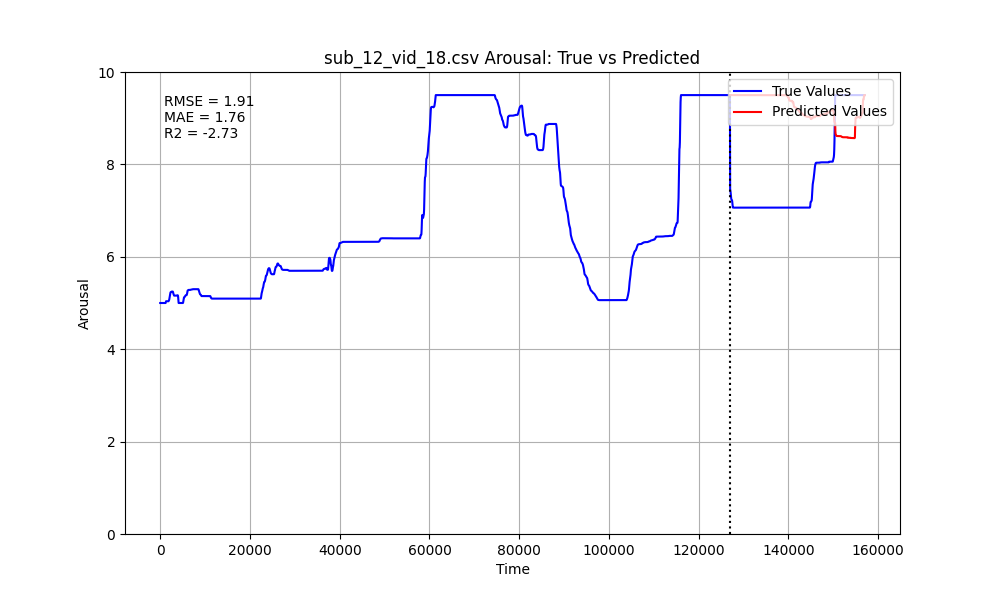 sub_12_vid_18.csv Arousal: True vs Predicted
RMSE = 1.91
MAE = 1.76
R2 = -2.73
True Values
Predicted Values
Arousal
10
8
6
4
2
0
0 20000 40000 60000 80000 100000 120000 140000 160000
Time